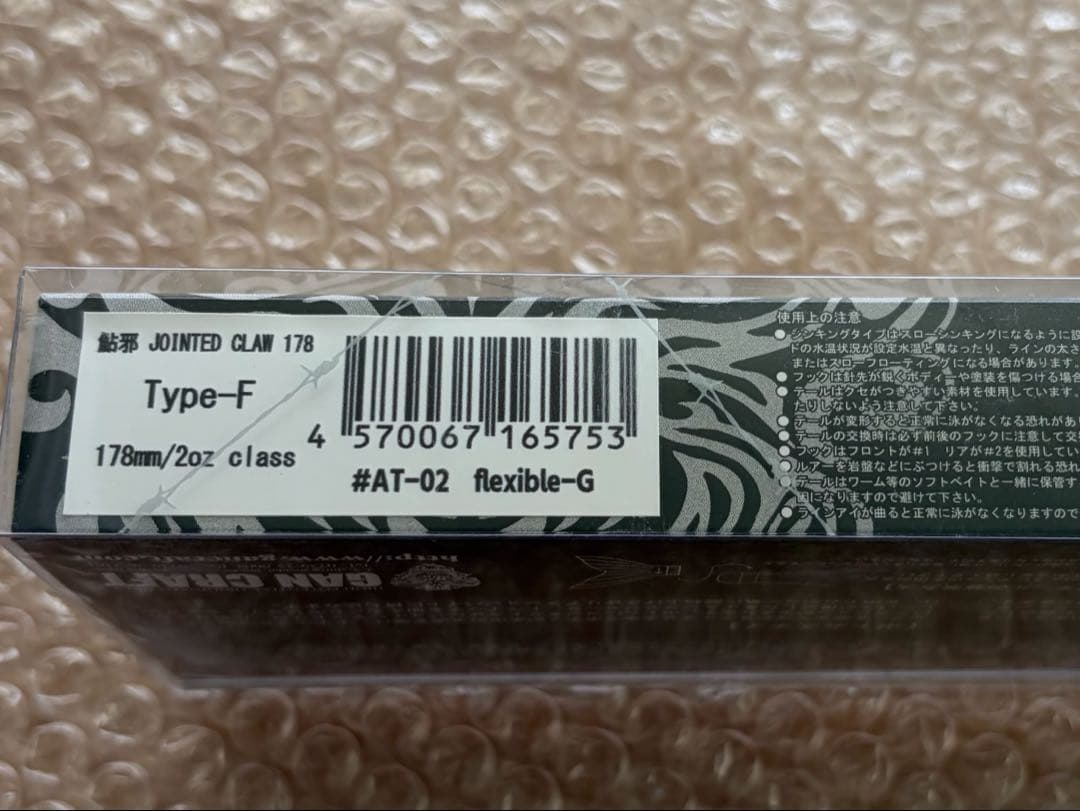 鮎邪 JOINTED CLAW 178
Type-F
178mm/2oz class
4 570067 165753
#AT-02 flexible-G
使用上の注意
●シンキングタイプはスローシンキングになるように設
ドの水温状況が設定水温と異なったり、ラインの太さ
またはスローフローティングになる場合があります。
●フックは針先が鋭くボディーや塗装を傷つける場合
●テールはクセがつきやすい素材を使用しています。
たりしないよう注意して下さい。
●テールが変形すると正常に泳がなくなる恐れがあ
●テールの交換時は必ず前後のフックに注意して交
●フックはフロントが#1 リアが#2を使用してい
●ルアーを岩盤などにぶつけると衝撃で割れる恐れ
●テールはワーム等のソフトベイトと一緒に保管す
因になりますので避けて下さい。
●ラインアイが曲ると正常に泳がなくなりますので
GAN CRAFT